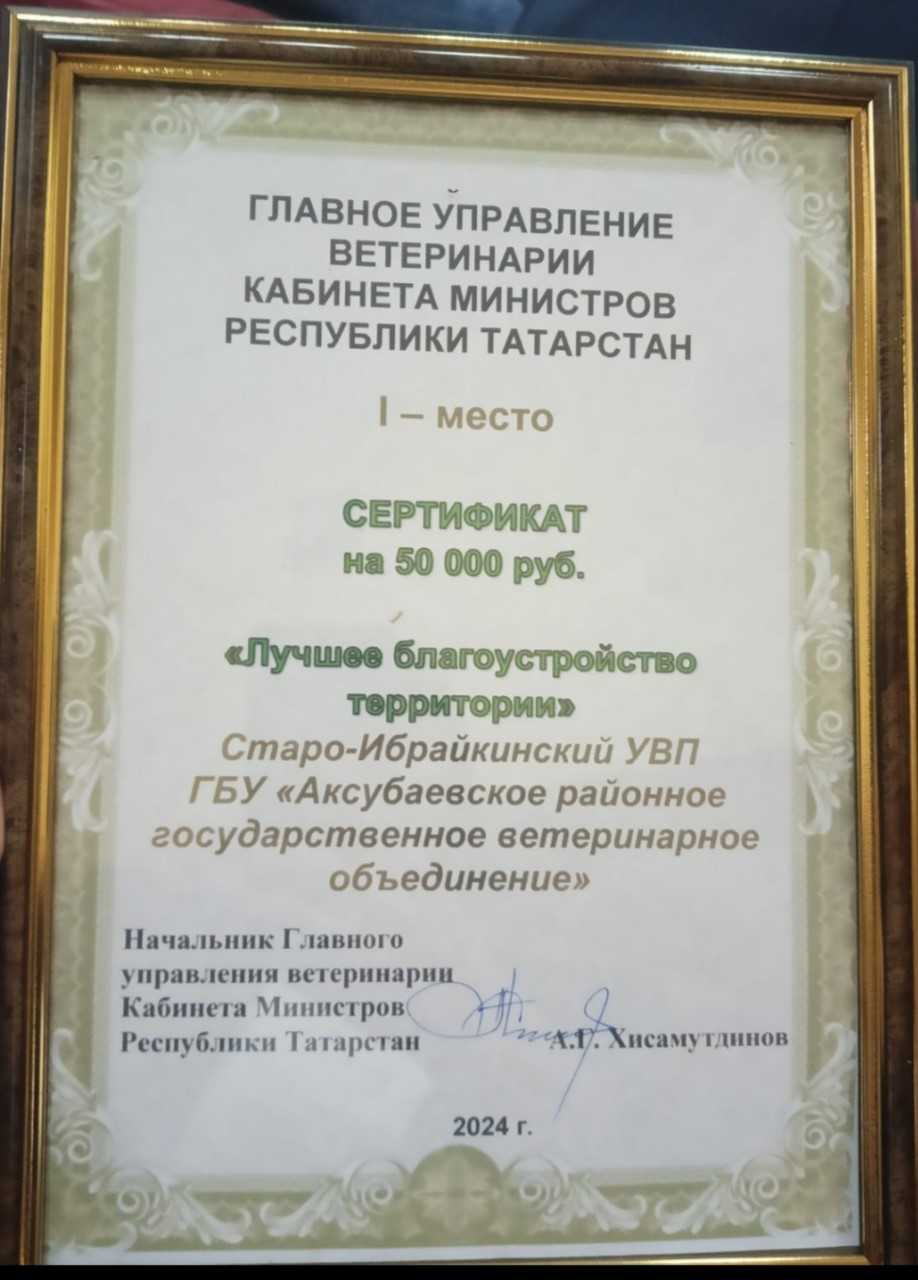 ГЛАВНОЕ УПРАВЛЕНИЕ
ВЕТЕРИНАРИИ
КАБИНЕТА МИНИСТРОВ
РЕСПУБЛИКИ ТАТАРСТАН
I – место
СЕРТИФИКАТ
на 50 000 руб.
«Лучшее благоустройство
территории»
Старо-Ибрайкинский УВП
ГБУ «Аксубаевское районное
государственное ветеринарное
объединение»
Начальник Главного
управления ветеринарии
Кабинета Министров
Республики Татарстан А.Г. Хисамутдинов
2024 г.